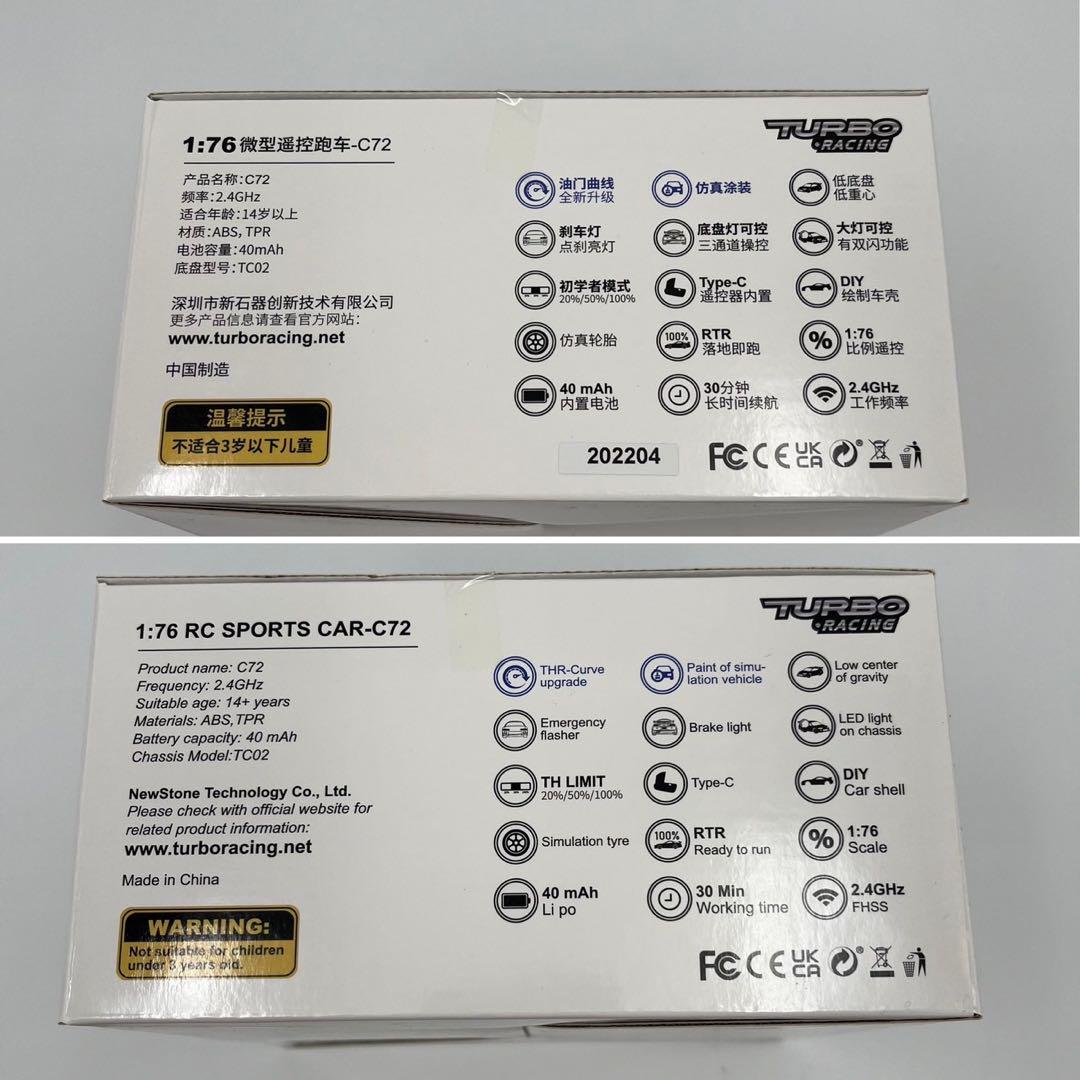 1:76微型遥控跑车-C72
产品名称:C72
频率:2.4GHz
适合年龄:14岁以上
材质:ABS, TPR
电池容量:40mAh
底盘型号:TC02
深圳市新石器创新技术有限公司
更多产品信息请查看官方网站:
www.turboracing.net
中国制造
温馨提示
不适合3岁以下儿童
TURBO
RACING
油门曲线
全新升级
仿真涂装
低底盘
低重心
刹车灯
点刹亮灯
底盘灯可控
三通道操控
大灯可控
有双闪功能
初学者模式
20%/50%/100%
Type-C
遥控器内置
DIY
绘制车壳
仿真轮胎
100%
RTR
落地即跑
%
1:76
比例遥控
40 mAh
内置电池
30分钟
长时间续航
2.4GHz
工作频率
202204
FC CE UK
CA
1:76 RC SPORTS CAR-C72
Product name: C72
Frequency: 2.4GHz
Suitable age: 14+ years
Materials: ABS,TPR
Battery capacity: 40 mAh
Chassis Model:TC02
NewStone Technology Co., Ltd.
Please check with official website for
related product information:
www.turboracing.net
Made in China
WARNING:
Not suitable for children
under 3 years old.
TURBO
RACING
THR-Curve
upgrade
Paint of simu-
lation vehicle
Low center
of gravity
Emergency
flasher
Brake light
LED light
on chassis
TH LIMIT
20%/50%/100%
Type-C
DIY
Car shell
Simulation tyre
100%
RTR
Ready to run
%
1:76
Scale
40 mAh
Li po
30 Min
Working time
2.4GHz
FHSS
FC CE UK
CA